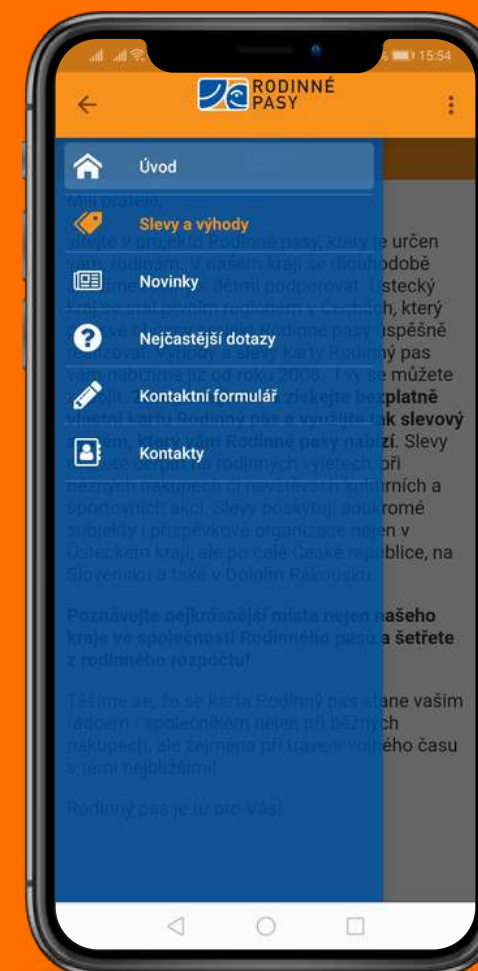 % 15:54
RODINNÉ
PASY
Úvod
Slevy a výhody
Novinky
Nejčastější dotazy
Kontaktní formulář
Kontakty
Milí přátelé,
vítejte v projektu Rodinné pasy, který je určen
vám, rodinám. V našem kraji se dlouhodobě
dětmi podporovat. Ústecký
kraj se stal prvním regionem v Čechách, který
Rodinné pasy úspěšně
realizoval. Výhody a slevy karty Rodinný pas
vám nabízíme již od roku 2008. I vy se můžete
získejte bezplatně
vlastní kartu Rodinný pas a využijte tak slevový
systém, který vám Rodinné pasy nabízí. Slevy
můžete čerpat na rodinných výletech, při
běžných nákupech či návštěvách kulturních a
sportovních akcí. Slevy poskytují soukromé
subjekty i příspěvkové organizace nejen v
Ústeckém kraji, ale po celé České republice, na
Slovensku a také v Dolním Rakousku.
Poznávejte nejkrásnější místa nejen našeho
kraje ve společnosti Rodinného pasu a šetřete
z rodinného rozpočtu!
Těšíme se, že se karta Rodinný pas stane vaším
rádcem i společníkem nejen při běžných
nákupech, ale zejména při trávení volného času
s těmi nejbližšími!
Rodinný pas je tu pro Vás!